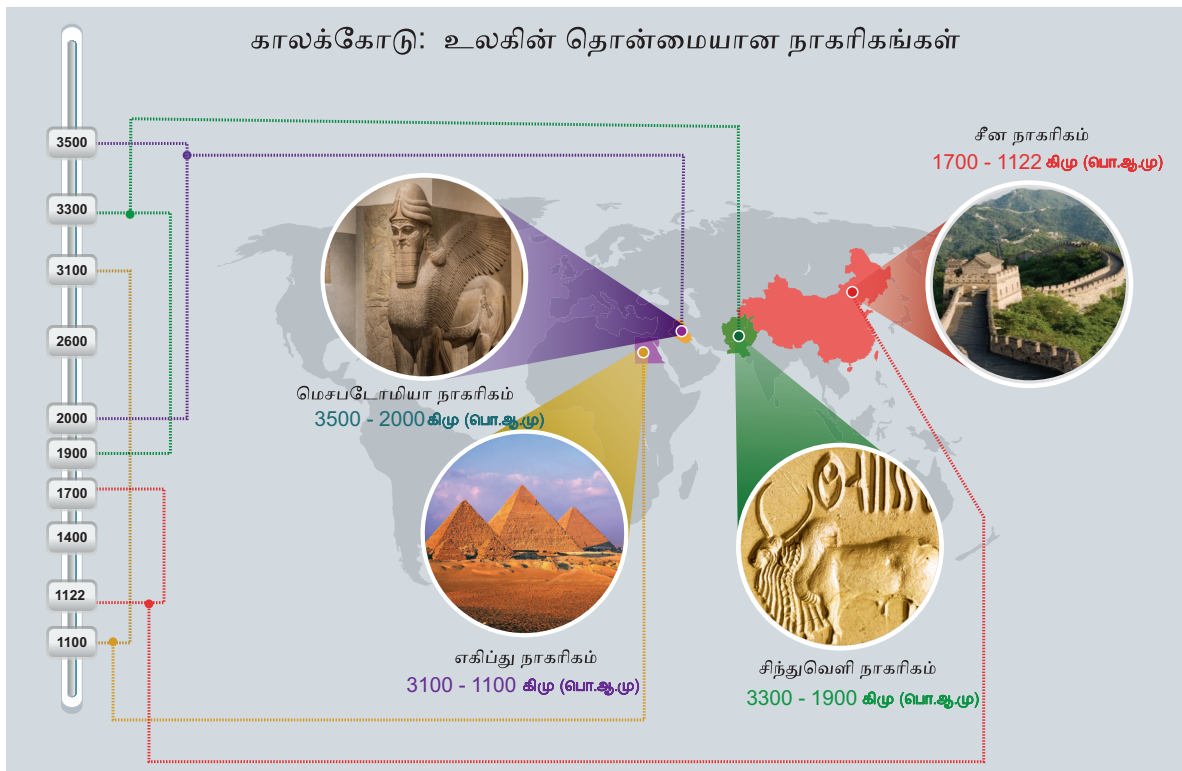 காலக்கோடு: உலகின் தொன்மையான நாகரிகங்கள்
3500
3300
3100
2600
2000
1900
1700
1400
1122
1100
சீன நாகரிகம்
1700 - 1122 கிமு (பொ.ஆ.மு)
மெசபடோமியா நாகரிகம்
3500 - 2000 கிமு (பொ.ஆ.மு)
எகிப்து நாகரிகம்
3100 - 1100 கிமு (பொ.ஆ.மு)
சிந்துவெளி நாகரிகம்
3300 - 1900 கிமு (பொ.ஆ.மு)